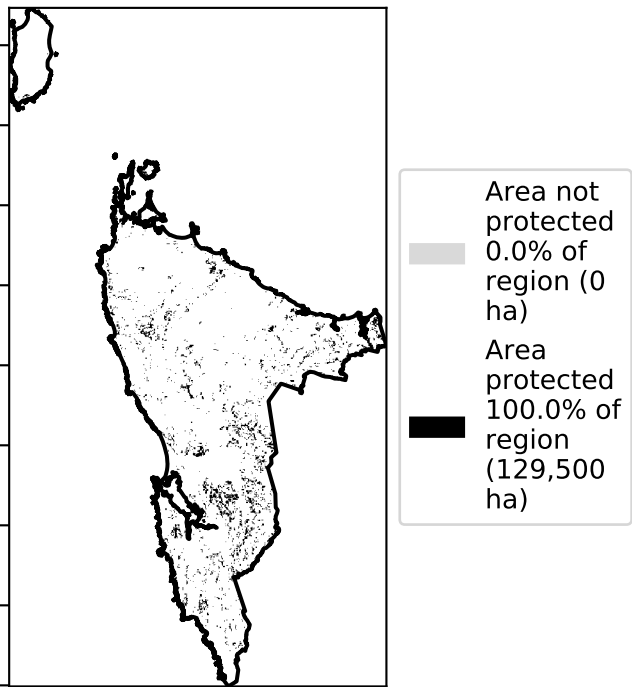 Area not
protected
0.0% of
region (0
ha)
Area
protected
100.0% of
region
(129,500
ha)